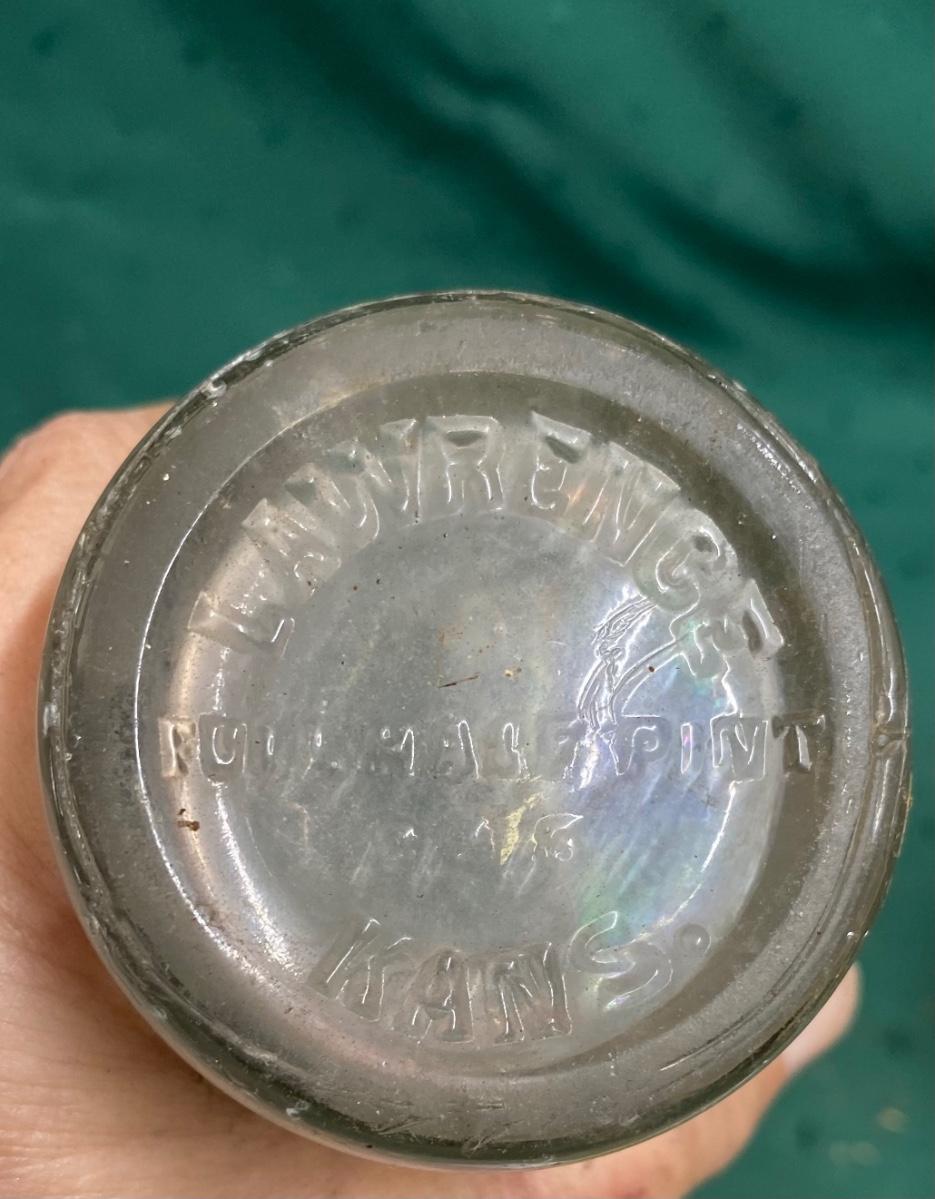 LAWRENCE
FULL HALF PINT
KANS.